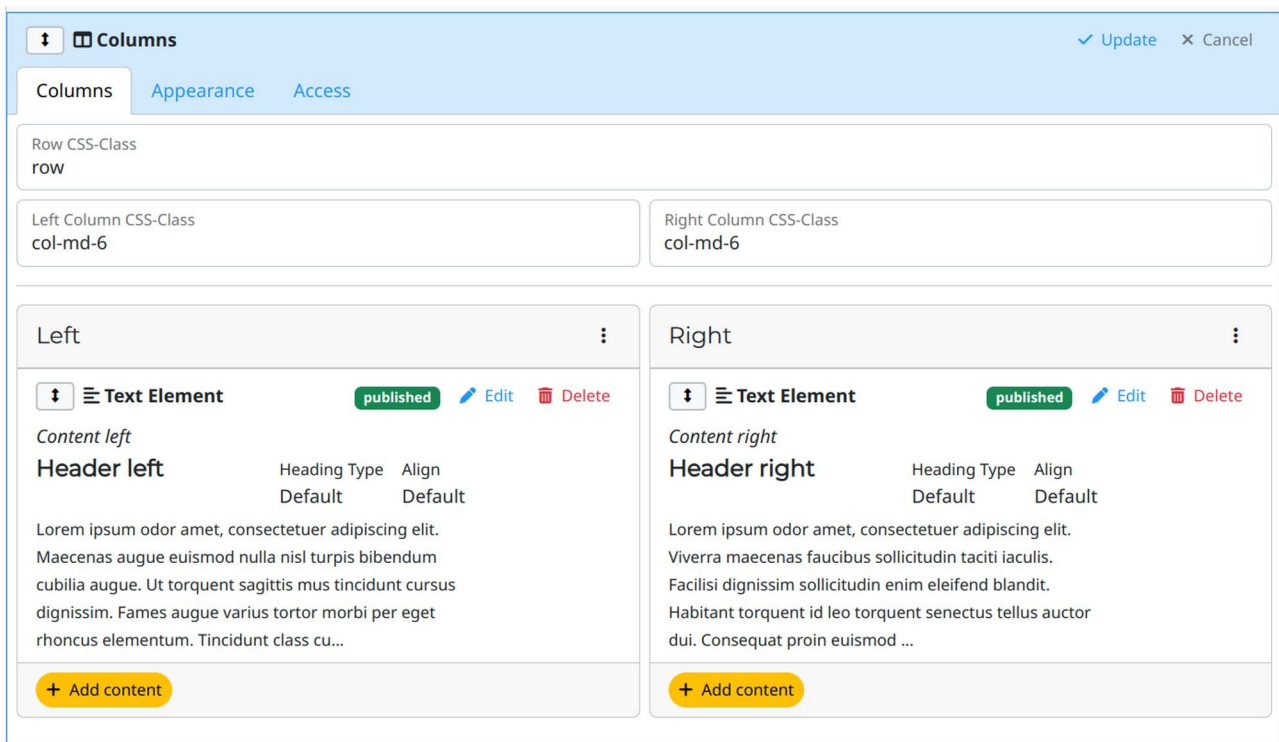 Columns
Update
Cancel
Columns
Appearance
Access
Row CSS-Class
row
Left Column CSS-Class
col-md-6
Right Column CSS-Class
col-md-6
Left
Text Element
published
Edit
Delete
Content left
Header left
Heading Type
Align
Default
Default
Lorem ipsum odor amet, consectetuer adipiscing elit.
Maecenas augue euismod nulla nisl turpis bibendum
cubilia augue. Ut torquent sagittis mus tincidunt cursus
dignissim. Fames augue varius tortor morbi per eget
rhoncus elementum. Tincidunt class cu...
+ Add content
Right
Text Element
published
Edit
Delete
Content right
Header right
Heading Type
Align
Default
Default
Lorem ipsum odor amet, consectetuer adipiscing elit.
Viverra maecenas faucibus sollicitudin taciti iaculis.
Facilisi dignissim sollicitudin enim eleifend blandit.
Habitant torquent id leo torquent senectus tellus auctor
dui. Consequat proin euismod ...
+ Add content